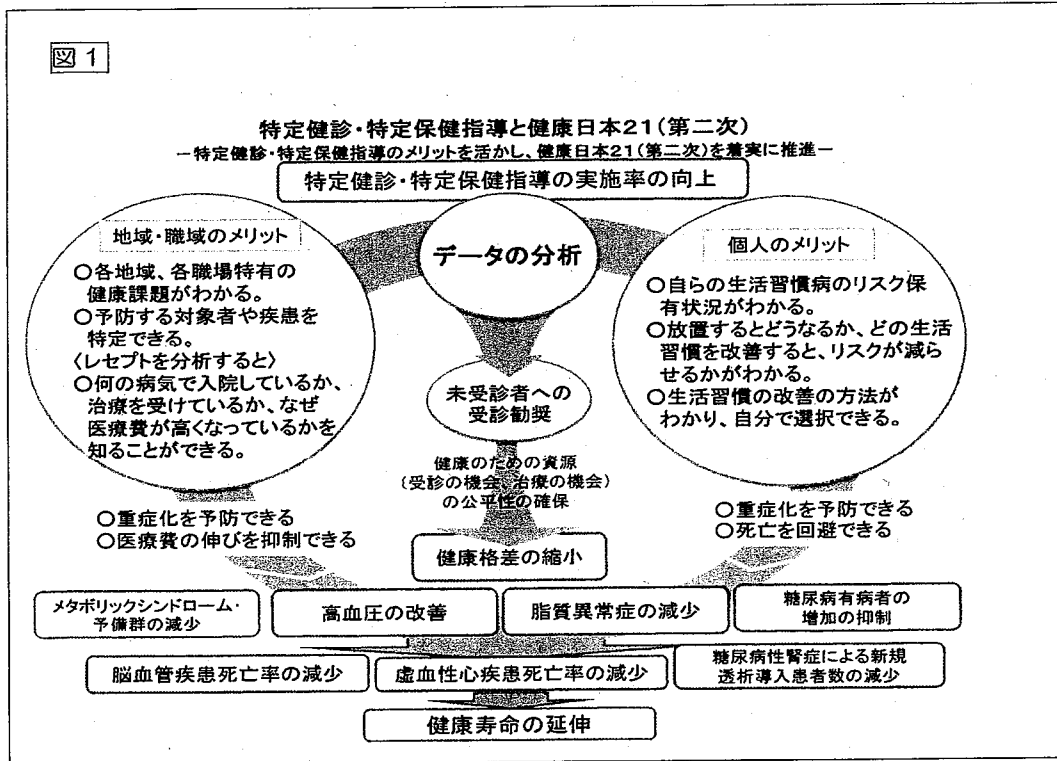 図1
特定健診・特定保健指導と健康日本21(第二次)
－特定健診・特定保健指導のメリットを活かし、健康日本21(第二次)を着実に推進－
特定健診・特定保健指導の実施率の向上
地域・職域のメリット
○各地域、各職場特有の
健康課題がわかる。
○予防する対象者や疾患を
特定できる。
〈レセプトを分析すると〉
○何の病気で入院しているか、
治療を受けているか、なぜ
医療費が高くなっているかを
知ることができる。
データの分析
個人のメリット
○自らの生活習慣病のリスク保
有状況がわかる。
○放置するとどうなるか、どの生活
習慣を改善すると、リスクが減ら
せるかがわかる。
○生活習慣の改善の方法が
わかり、自分で選択できる。
未受診者への
受診勧奨
健康のための資源
(受診の機会、治療の機会)
の公平性の確保
○重症化を予防できる
○医療費の伸びを抑制できる
○重症化を予防できる
○死亡を回避できる
健康格差の縮小
メタボリックシンドローム・
予備群の減少
高血圧の改善
脂質異常症の減少
糖尿病有病者の
増加の抑制
脳血管疾患死亡率の減少
虚血性心疾患死亡率の減少
糖尿病性腎症による新規
透析導入患者数の減少
健康寿命の延伸